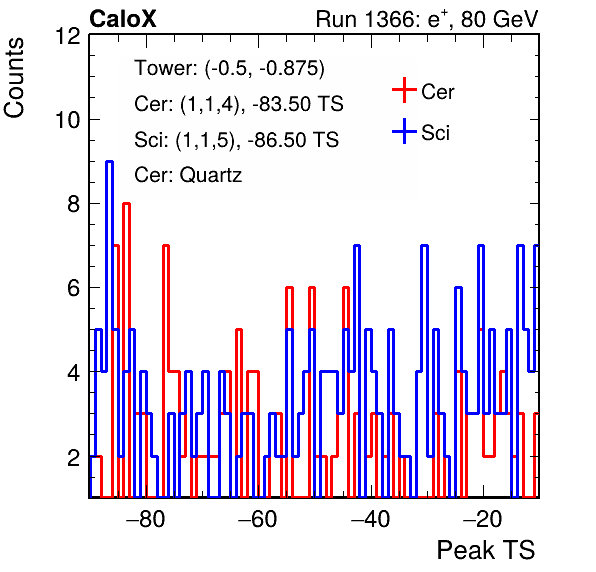 CaloX Run 1366: e+, 80 GeV
Counts
12
10
8
6
4
2
Tower: (-0.5, -0.875)
Cer: (1,1,4), -83.50 TS
Sci: (1,1,5), -86.50 TS
Cer: Quartz
Cer
Sci
−80 −60 −40 −20
Peak TS